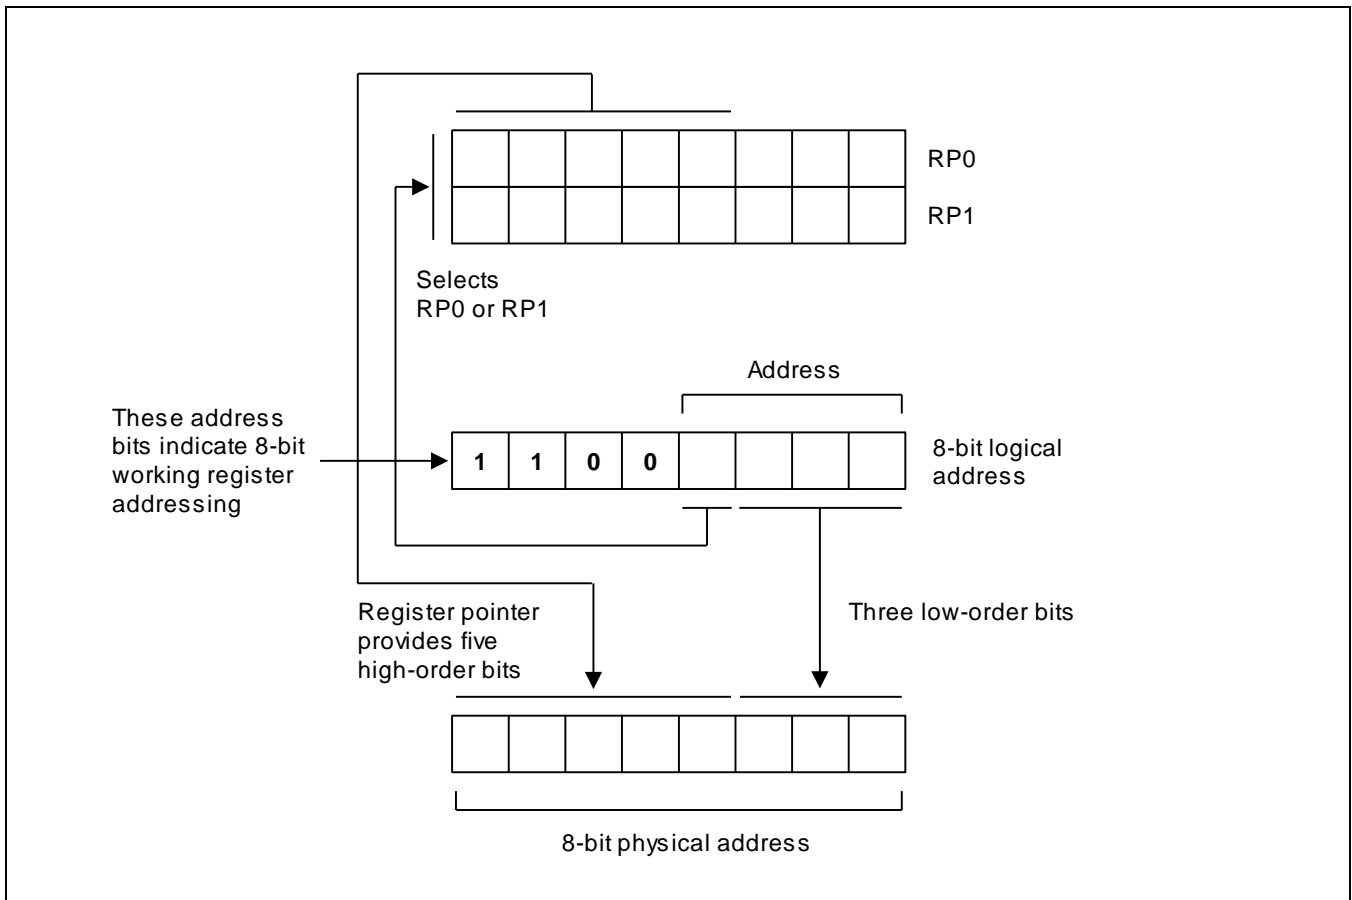 RP0
RP1
Selects
RP0 or RP1
Address
These address
bits indicate 8-bit
working register
addressing
1 1 0 0
8-bit logical
address
Register pointer
provides five
high-order bits
Three low-order bits
8-bit physical address